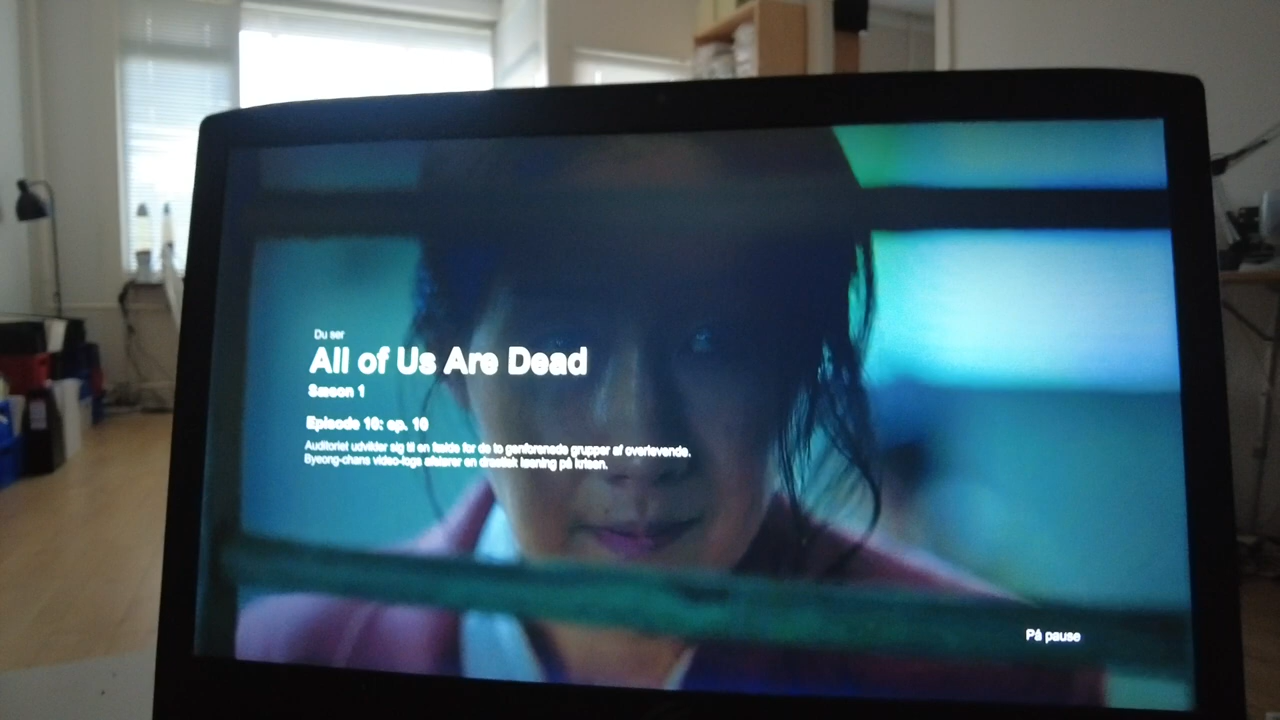 Du ser
All of Us Are Dead
Sæson 1
Episode 10: ep. 10
Auditoriet udvikler sig til en fælde for de to genforenede grupper af overlevende.
Byeong-chans video-logs afslører en drastisk løsning på krisen.
På pause